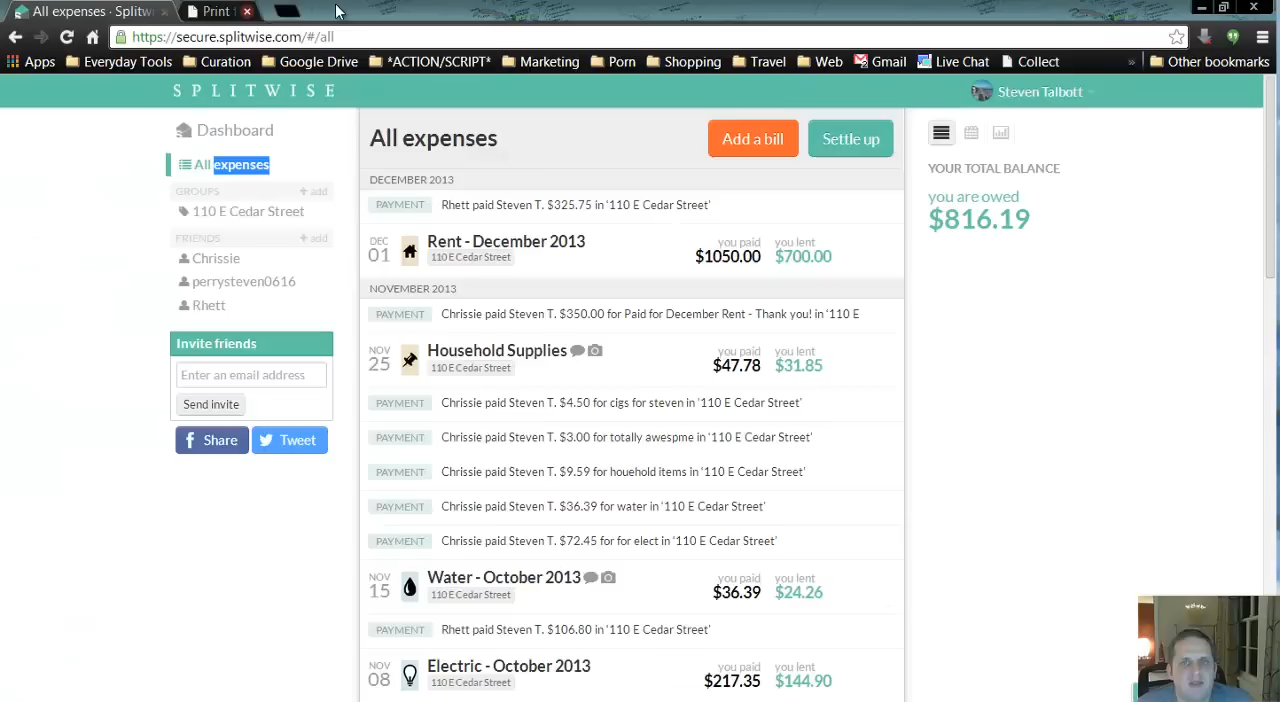 All expenses · Splitw
Print
https://secure.splitwise.com/#/all
Apps Everyday Tools Curation Google Drive *ACTION/SCRIPT* Marketing Porn Shopping Travel Web Gmail Live Chat Collect » Other bookmarks
SPLITWISE
Steven Talbott
Dashboard
All expenses
GROUPS + add
110 E Cedar Street
FRIENDS + add
Chrissie
perrysteven0616
Rhett
Invite friends
Enter an email address
Send invite
Share Tweet
All expenses
Add a bill Settle up
DECEMBER 2013
PAYMENT Rhett paid Steven T. $325.75 in ‘110 E Cedar Street’
DEC Rent - December 2013 you paid you lent
01 110 E Cedar Street $1050.00 $700.00
NOVEMBER 2013
PAYMENT Chrissie paid Steven T. $350.00 for Paid for December Rent - Thank you! in ‘110 E
NOV Household Supplies you paid you lent
25 110 E Cedar Street $47.78 $31.85
PAYMENT Chrissie paid Steven T. $4.50 for cigs for steven in ‘110 E Cedar Street’
PAYMENT Chrissie paid Steven T. $3.00 for totally awespme in ‘110 E Cedar Street’
PAYMENT Chrissie paid Steven T. $9.59 for houehold items in ‘110 E Cedar Street’
PAYMENT Chrissie paid Steven T. $36.39 for water in ‘110 E Cedar Street’
PAYMENT Chrissie paid Steven T. $72.45 for for elect in ‘110 E Cedar Street’
NOV Water - October 2013 you paid you lent
15 110 E Cedar Street $36.39 $24.26
PAYMENT Rhett paid Steven T. $106.80 in ‘110 E Cedar Street’
NOV Electric - October 2013 you paid you lent
08 110 E Cedar Street $217.35 $144.90
YOUR TOTAL BALANCE
you are owed
$816.19